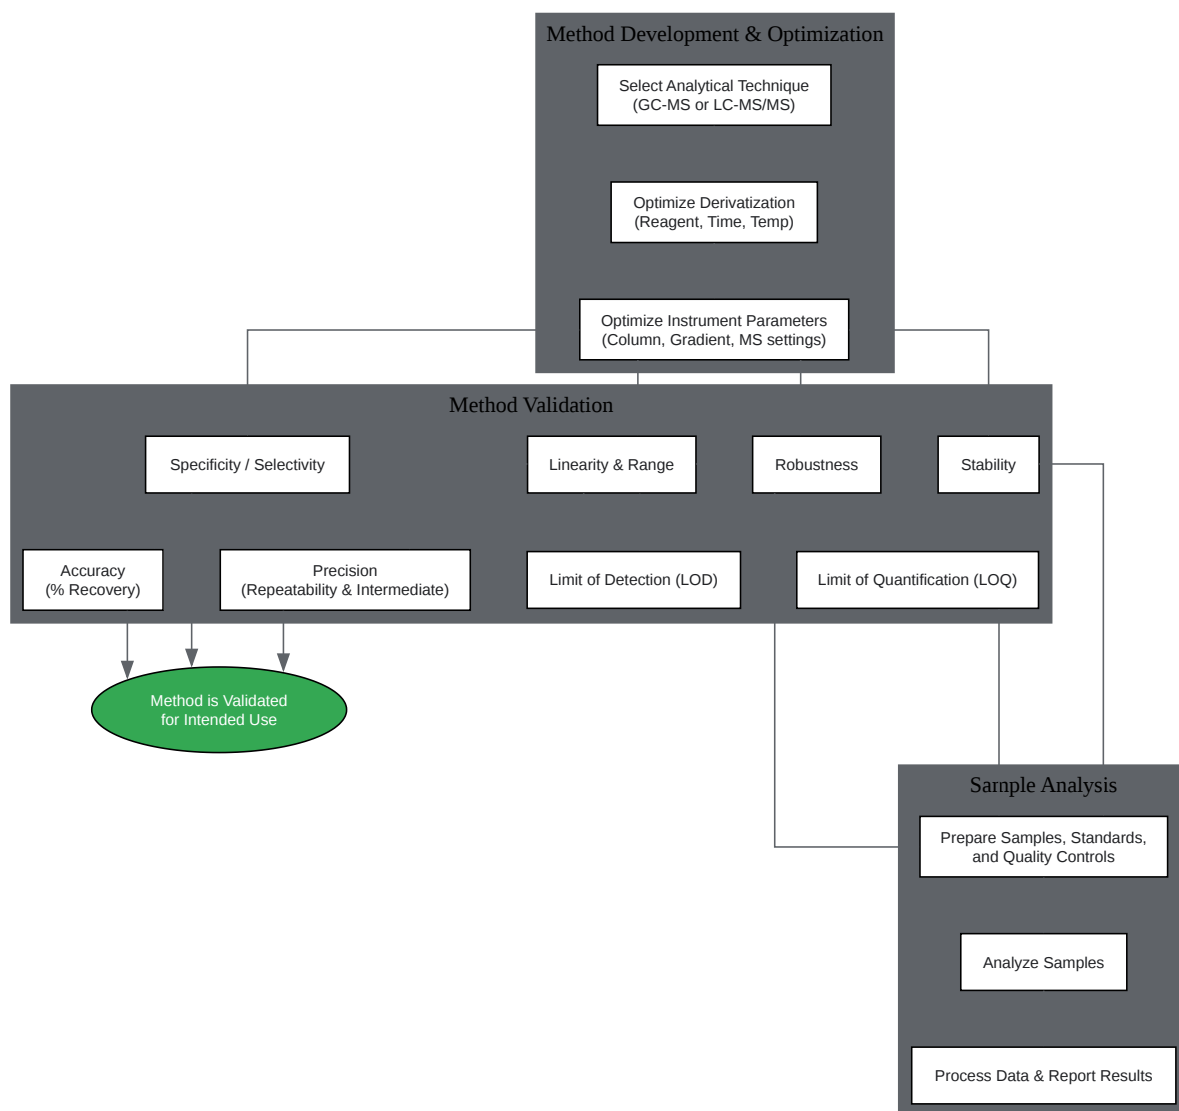 Method Development & Optimization
Select Analytical Technique
(GC-MS or LC-MS/MS)
Optimize Derivatization
(Reagent, Time, Temp)
Optimize Instrument Parameters
(Column, Gradient, MS settings)
Method Validation
Specificity / Selectivity
Linearity & Range
Robustness
Stability
Accuracy
(% Recovery)
Precision
(Repeatability & Intermediate)
Limit of Detection (LOD)
Limit of Quantification (LOQ)
Method is Validated
for Intended Use
Sample Analysis
Prepare Samples, Standards,
and Quality Controls
Analyze Samples
Process Data & Report Results